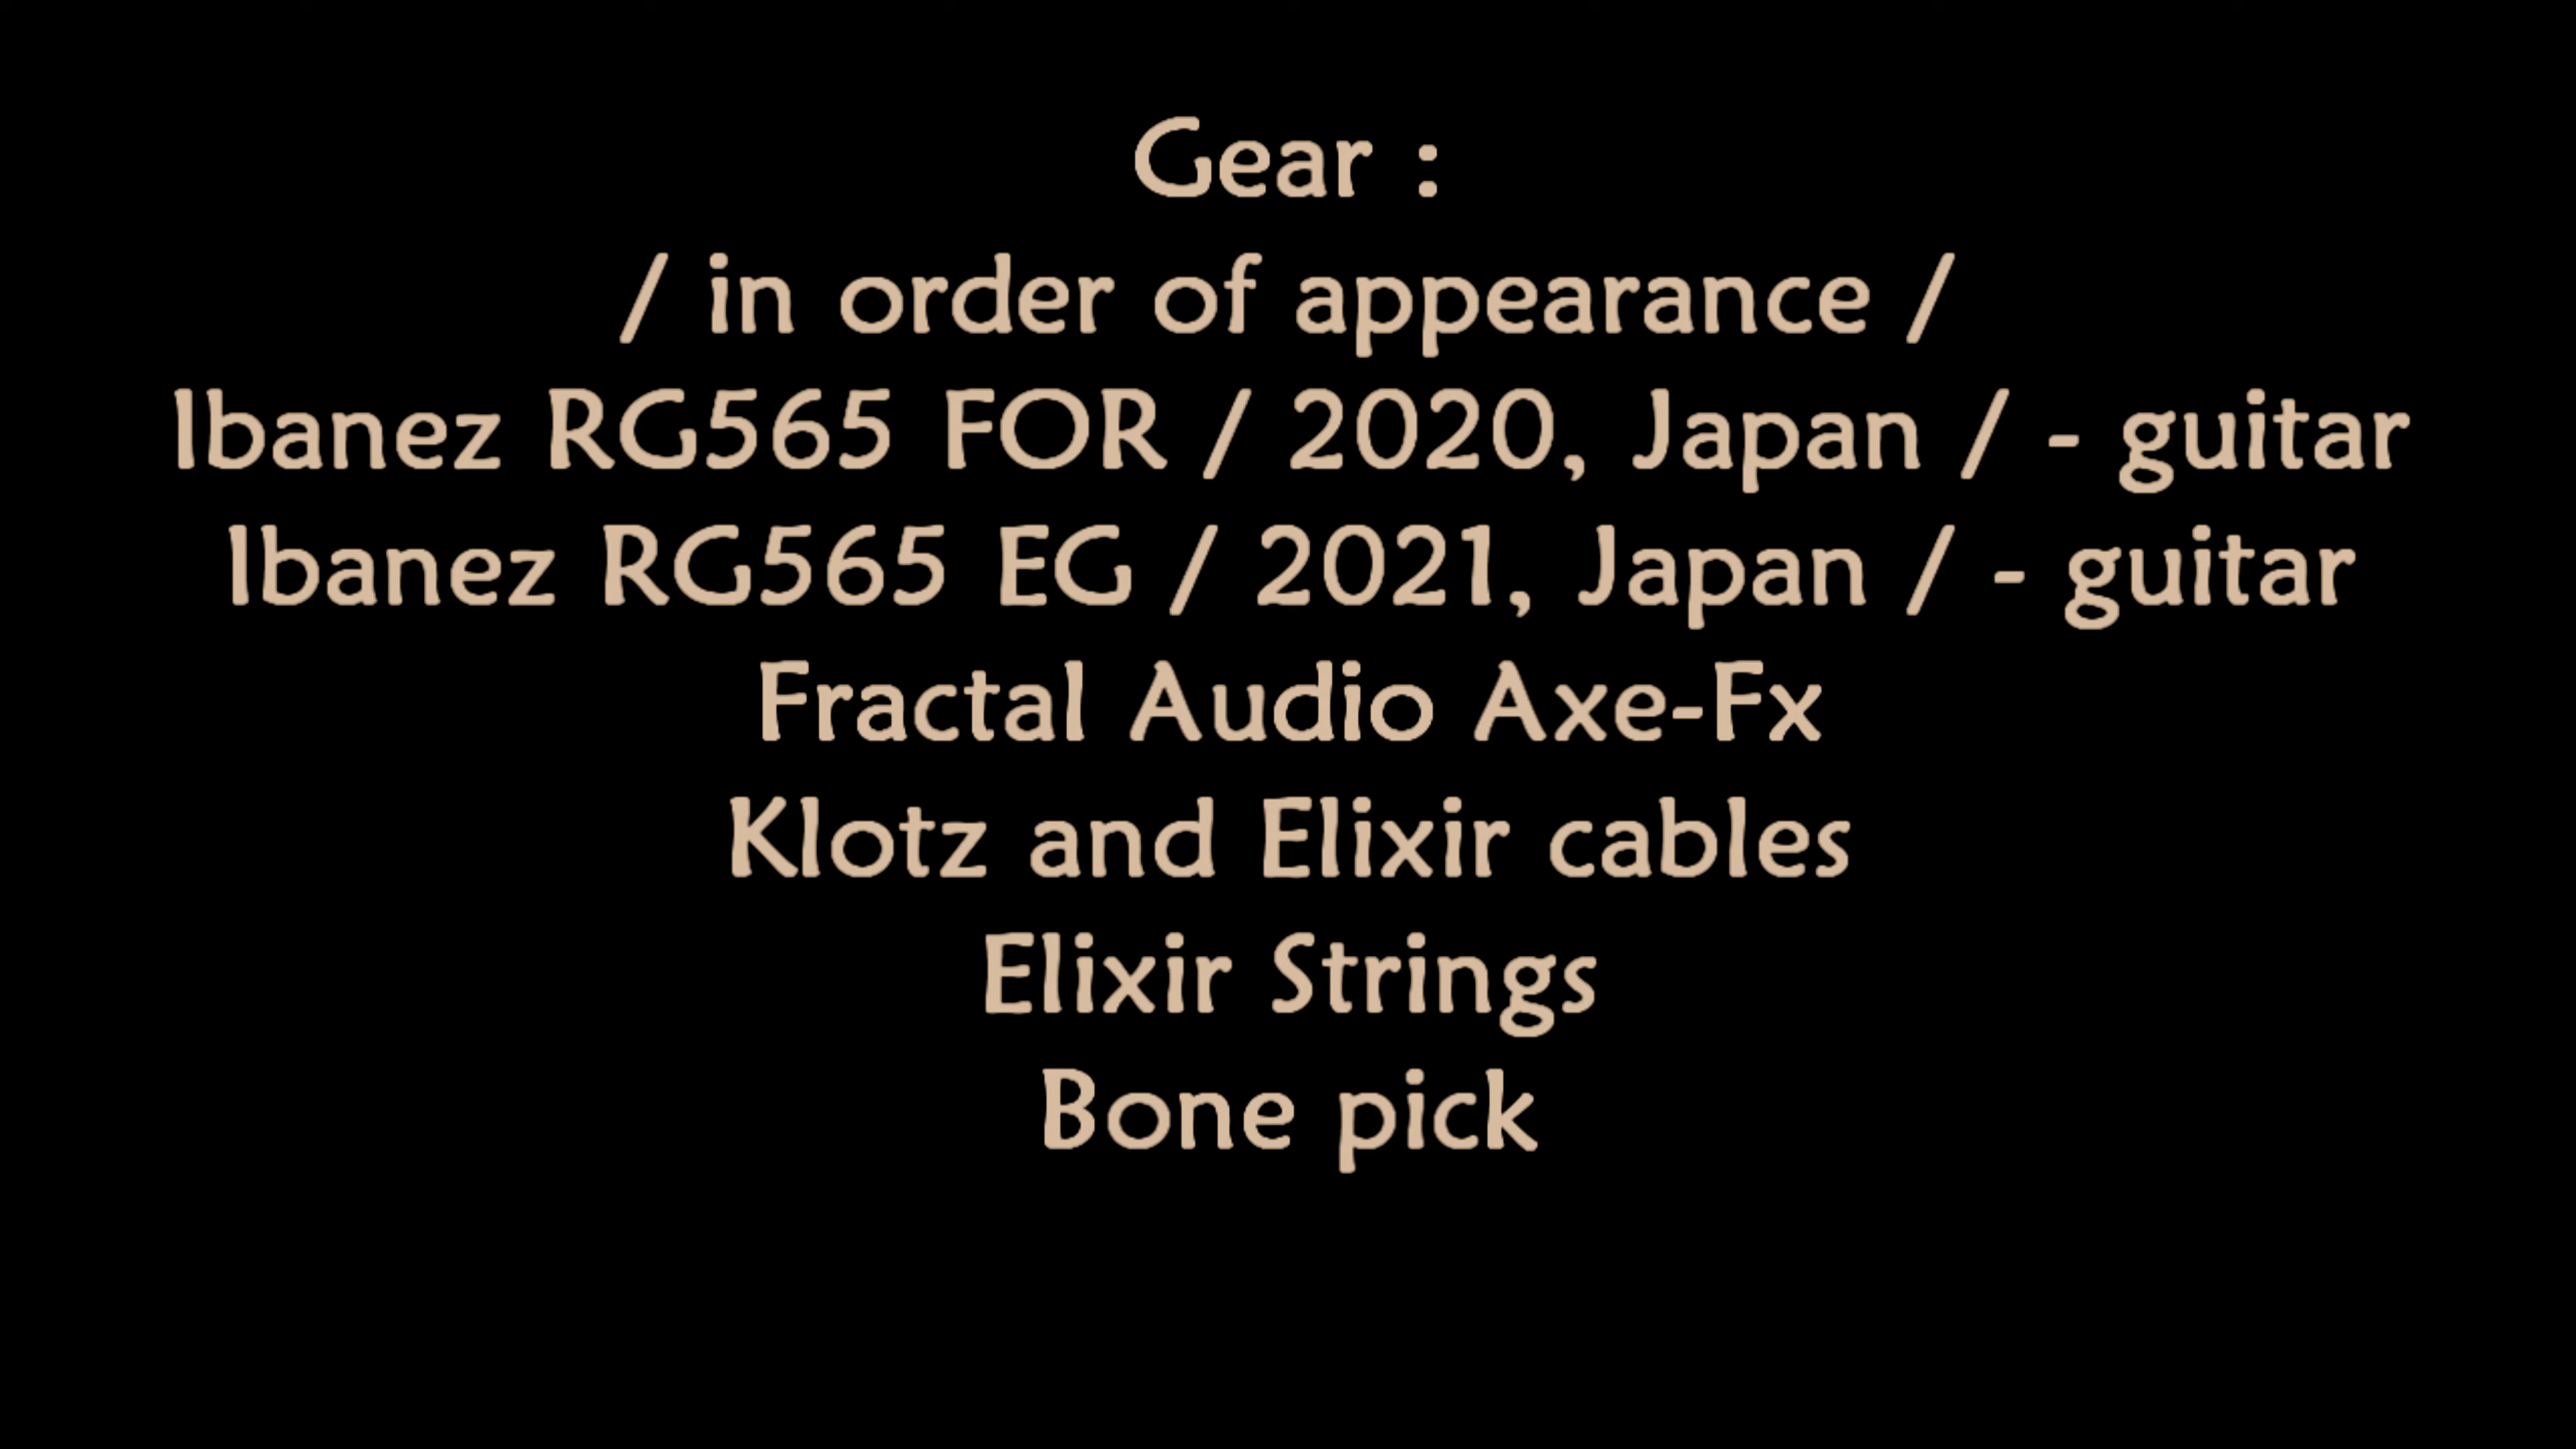 Gear :
/ in order of appearance /
Ibanez RG565 FOR / 2020, Japan / - guitar
Ibanez RG565 EG / 2021, Japan / - guitar
Fractal Audio Axe-Fx
Klotz and Elixir cables
Elixir Strings
Bone pick